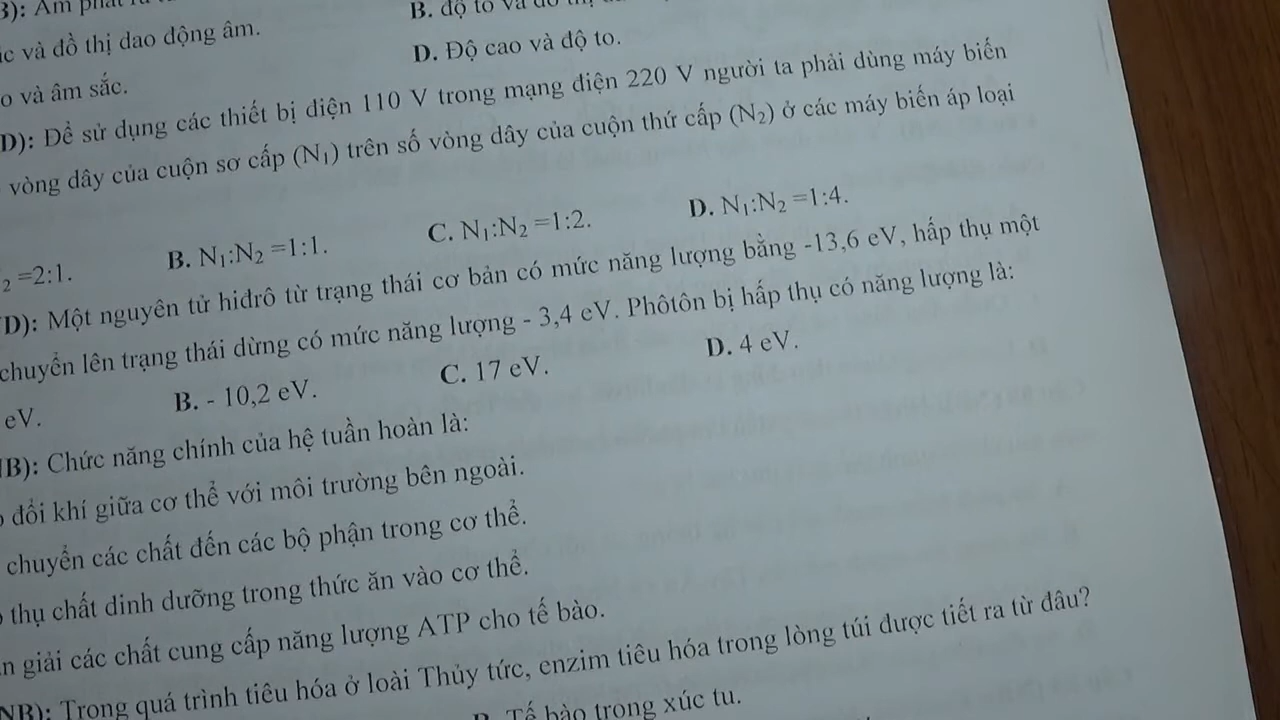 B. độ to và
và đồ thị dao động âm.
D. Độ cao và độ to.
và âm sắc.
D): Để sử dụng các thiết bị điện 110 V trong mạng điện 220 V người ta phải dùng máy biến
vòng dây của cuộn sơ cấp (N₁) trên số vòng dây của cuộn thứ cấp (N₂) ở các máy biến áp loại
₂ =2:1. B. N₁:N₂ =1:1. C. N₁:N₂ =1:2. D. N₁:N₂ =1:4.
D): Một nguyên tử hiđrô từ trạng thái cơ bản có mức năng lượng bằng -13,6 eV, hấp thụ một
chuyển lên trạng thái dừng có mức năng lượng - 3,4 eV. Phôtôn bị hấp thụ có năng lượng là:
eV. B. - 10,2 eV. C. 17 eV. D. 4 eV.
B): Chức năng chính của hệ tuần hoàn là:
đổi khí giữa cơ thể với môi trường bên ngoài.
chuyển các chất đến các bộ phận trong cơ thể.
thụ chất dinh dưỡng trong thức ăn vào cơ thể.
giải các chất cung cấp năng lượng ATP cho tế bào.
NB): Trong quá trình tiêu hóa ở loài Thủy tức, enzim tiêu hóa trong lòng túi được tiết ra từ đâu?
Tế bào trong xúc tu.